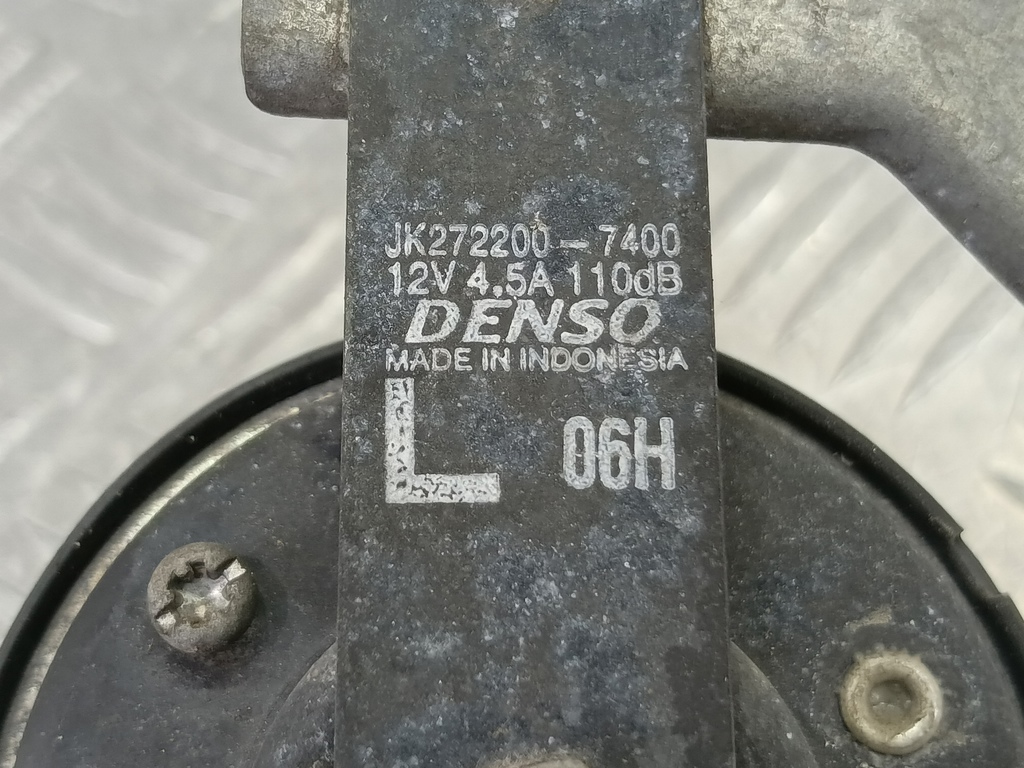 JK272200-7400
12V 4.5A 110dB
DENSO
MADE IN INDONESIA
L 06H